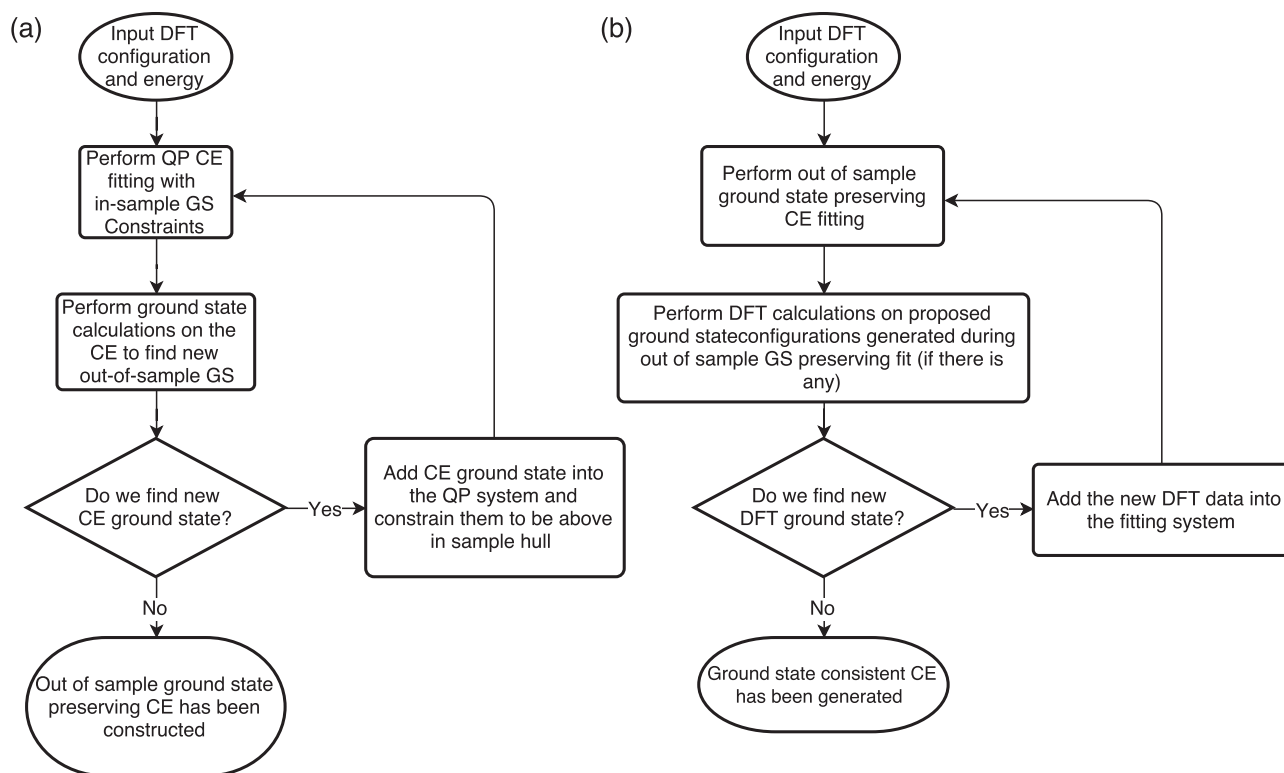 (a)
Input DFT
configuration
and energy
Perform QP CE
fitting with
in-sample GS
Constraints
Perform ground state
calculations on the
CE to find new
out-of-sample GS
Do we find new
CE ground state?
Yes
Add CE ground state into
the QP system and
constrain them to be above
in sample hull
No
Out of sample ground state
preserving CE has been
constructed
(b)
Input DFT
configuration
and energy
Perform out of sample
ground state preserving
CE fitting
Perform DFT calculations on proposed
ground stateconfigurations generated during
out of sample GS preserving fit (if there is
any)
Do we find new
DFT ground state?
Yes
Add the new DFT data into
the fitting system
No
Ground state consistent CE
has been generated